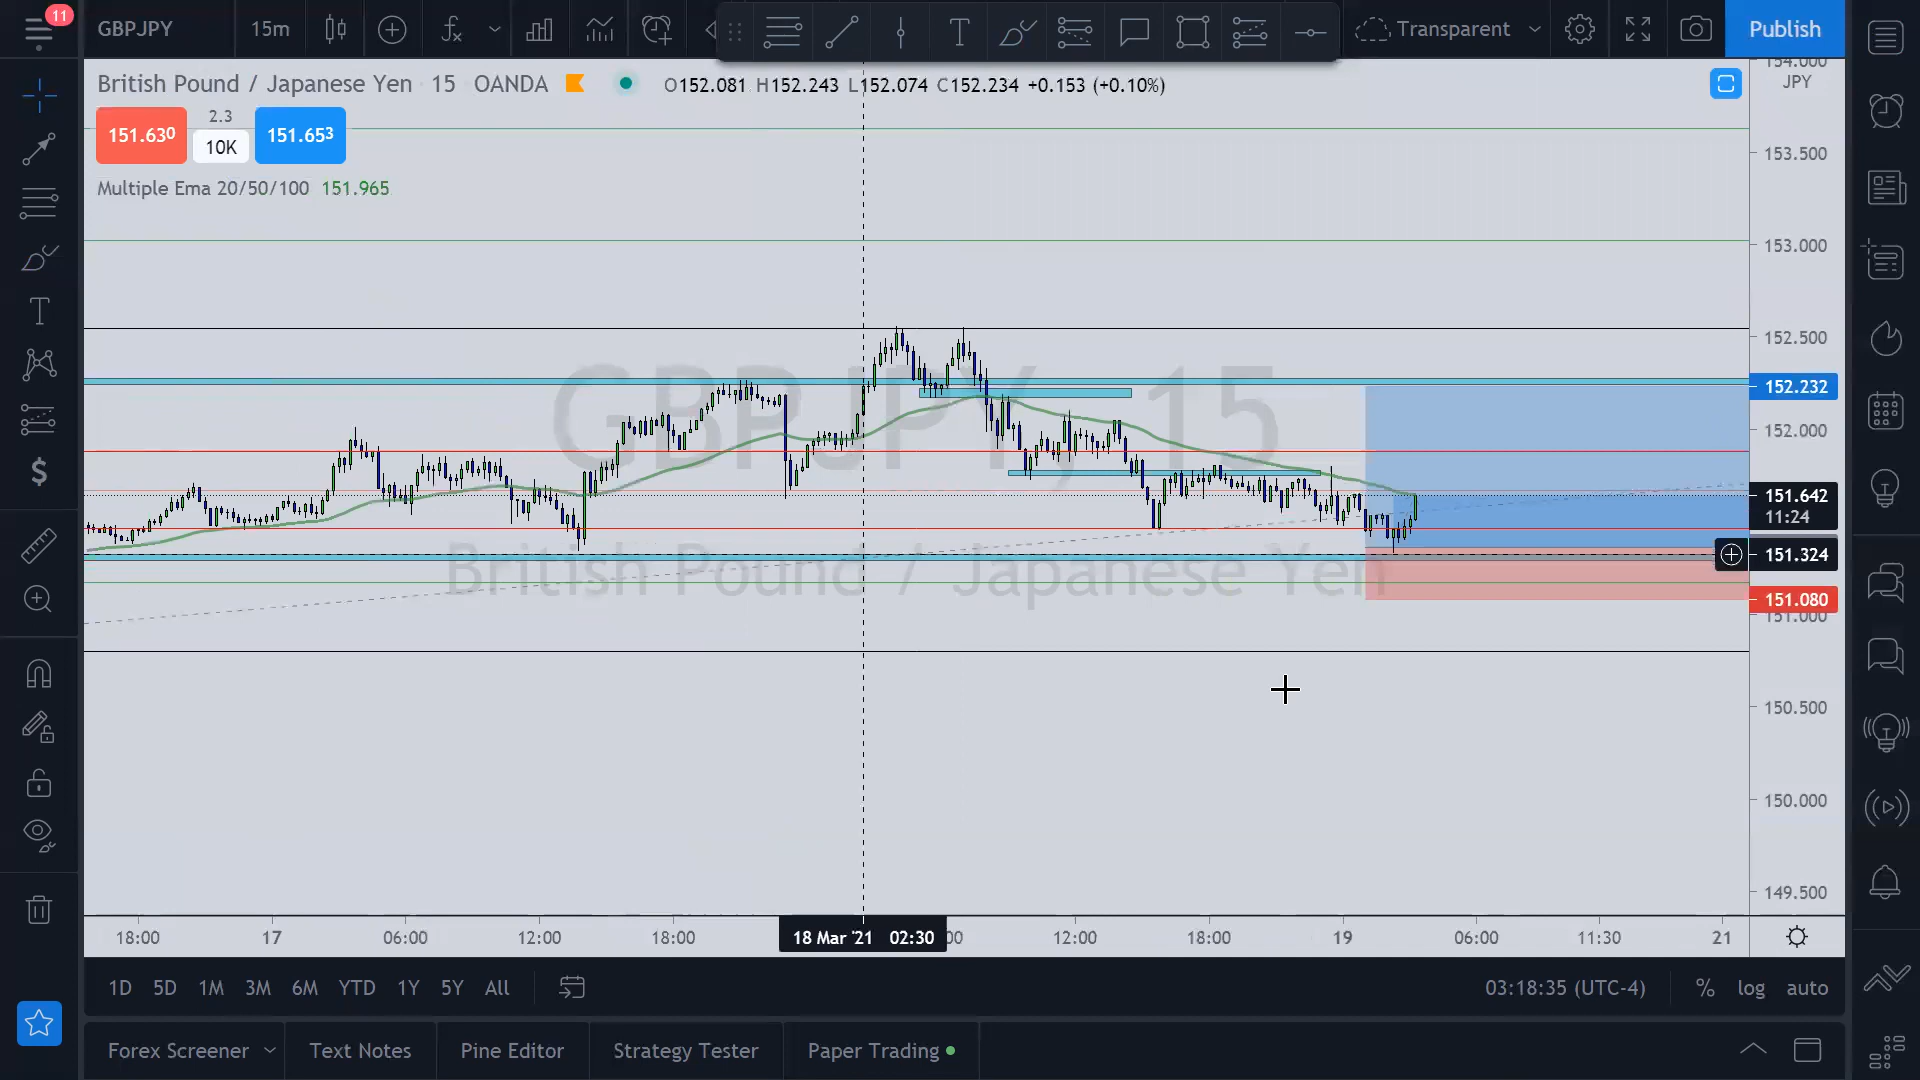 11
GBPJPY
15m
Transparent
Publish
British Pound / Japanese Yen · 15 · OANDA
O152.081 H152.243 L152.074 C152.234 +0.153 (+0.10%)
151.630
2.3
10K
151.653
Multiple Ema 20/50/100 151.965
GBPJPY, 15
British Pound / Japanese Yen
154.000
JPY
153.500
153.000
152.500
152.232
152.000
151.642
11:24
151.324
151.080
151.000
150.500
150.000
149.500
18:00
17
06:00
12:00
18:00
18 Mar '21 02:30
12:00
18:00
19
06:00
11:30
21
1D 5D 1M 3M 6M YTD 1Y 5Y All
03:18:35 (UTC-4)
% log auto
Forex Screener
Text Notes
Pine Editor
Strategy Tester
Paper Trading